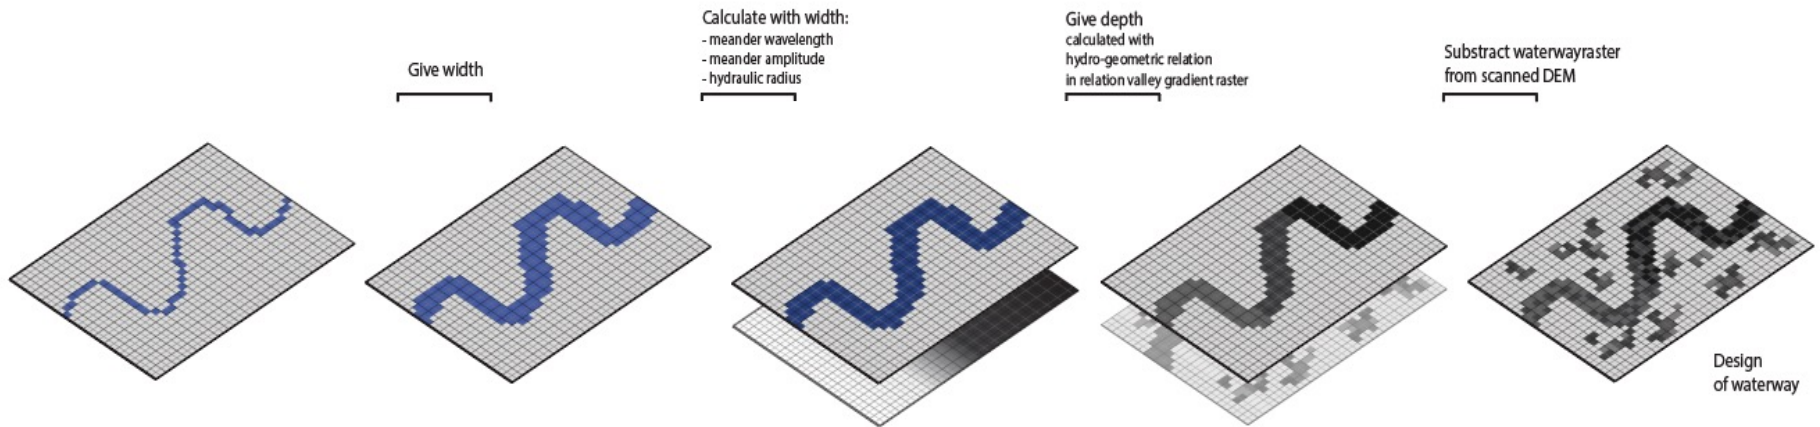 Give width
Calculate with width:
- meander wavelength
- meander amplitude
- hydraulic radius
Give depth
calculated with
hydro-geometric relation
in relation valley gradient raster
Substract waterwayraster
from scanned DEM
Design
of waterway